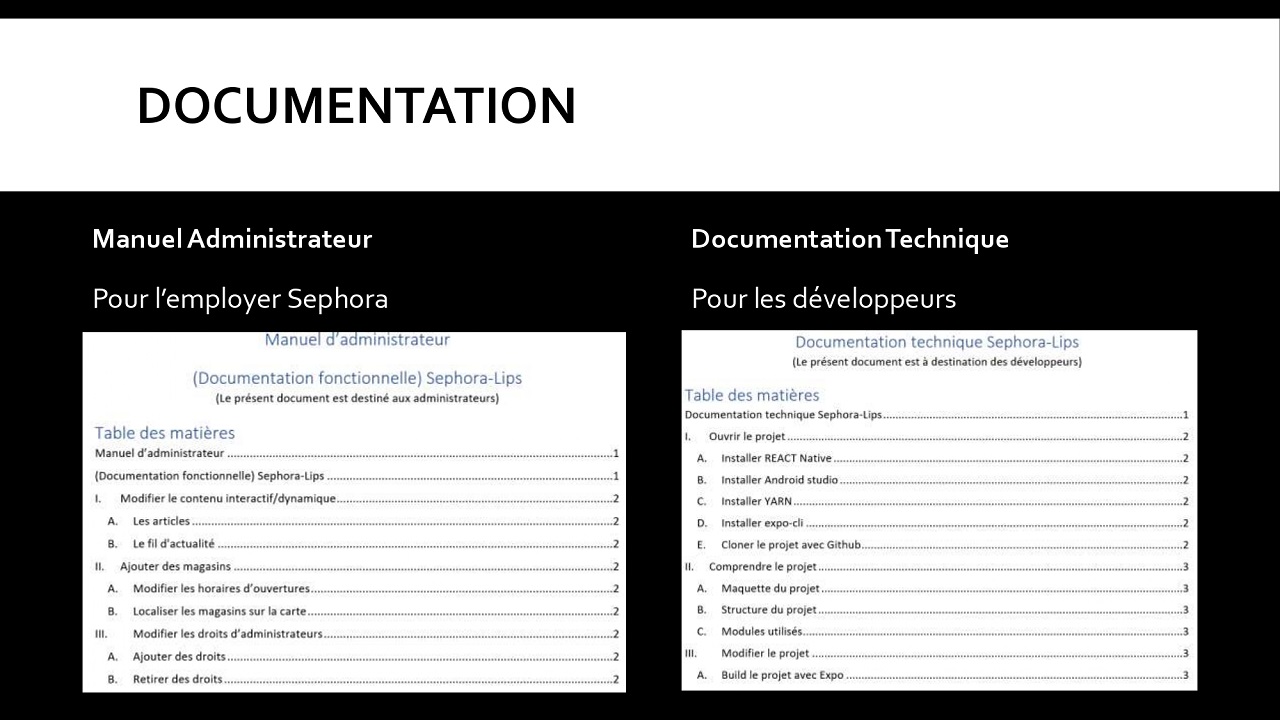 DOCUMENTATION
Manuel Administrateur
Pour l’employer Sephora
Manuel d’administrateur
(Documentation fonctionnelle) Sephora-Lips
(Le présent document est destiné aux administrateurs)
Table des matières
Manuel d’administrateur ........................................ 1
(Documentation fonctionnelle) Sephora-Lips ........................................ 1
I. Modifier le contenu interactif/dynamique ........................................ 2
A. Les articles ........................................ 2
B. Le fil d'actualité ........................................ 2
II. Ajouter des magasins ........................................ 2
A. Modifier les horaires d’ouvertures ........................................ 2
B. Localiser les magasins sur la carte ........................................ 2
III. Modifier les droits d’administrateurs ........................................ 2
A. Ajouter des droits ........................................ 2
B. Retirer des droits ........................................ 2
Documentation Technique
Pour les développeurs
Documentation technique Sephora-Lips
(Le présent document est à destination des développeurs)
Table des matières
Documentation technique Sephora-Lips ........................................ 1
I. Ouvrir le projet ........................................ 2
A. Installer REACT Native ........................................ 2
B. Installer Android studio ........................................ 2
C. Installer YARN ........................................ 2
D. Installer expo-cli ........................................ 2
E. Cloner le projet avec Github ........................................ 2
II. Comprendre le projet ........................................ 3
A. Maquette du projet ........................................ 3
B. Structure du projet ........................................ 3
C. Modules utilisés ........................................ 3
III. Modifier le projet ........................................ 3
A. Build le projet avec Expo ........................................ 3